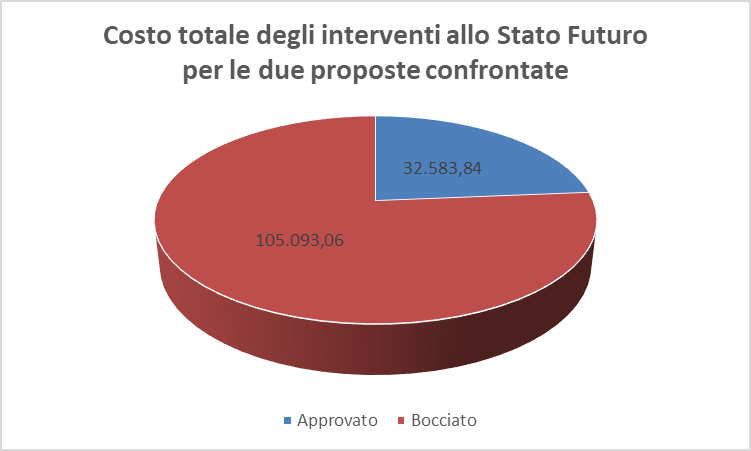 Costo totale degli interventi allo Stato Futuro
per le due proposte confrontate
32.583,84
105.093,06
Approvato
Bocciato